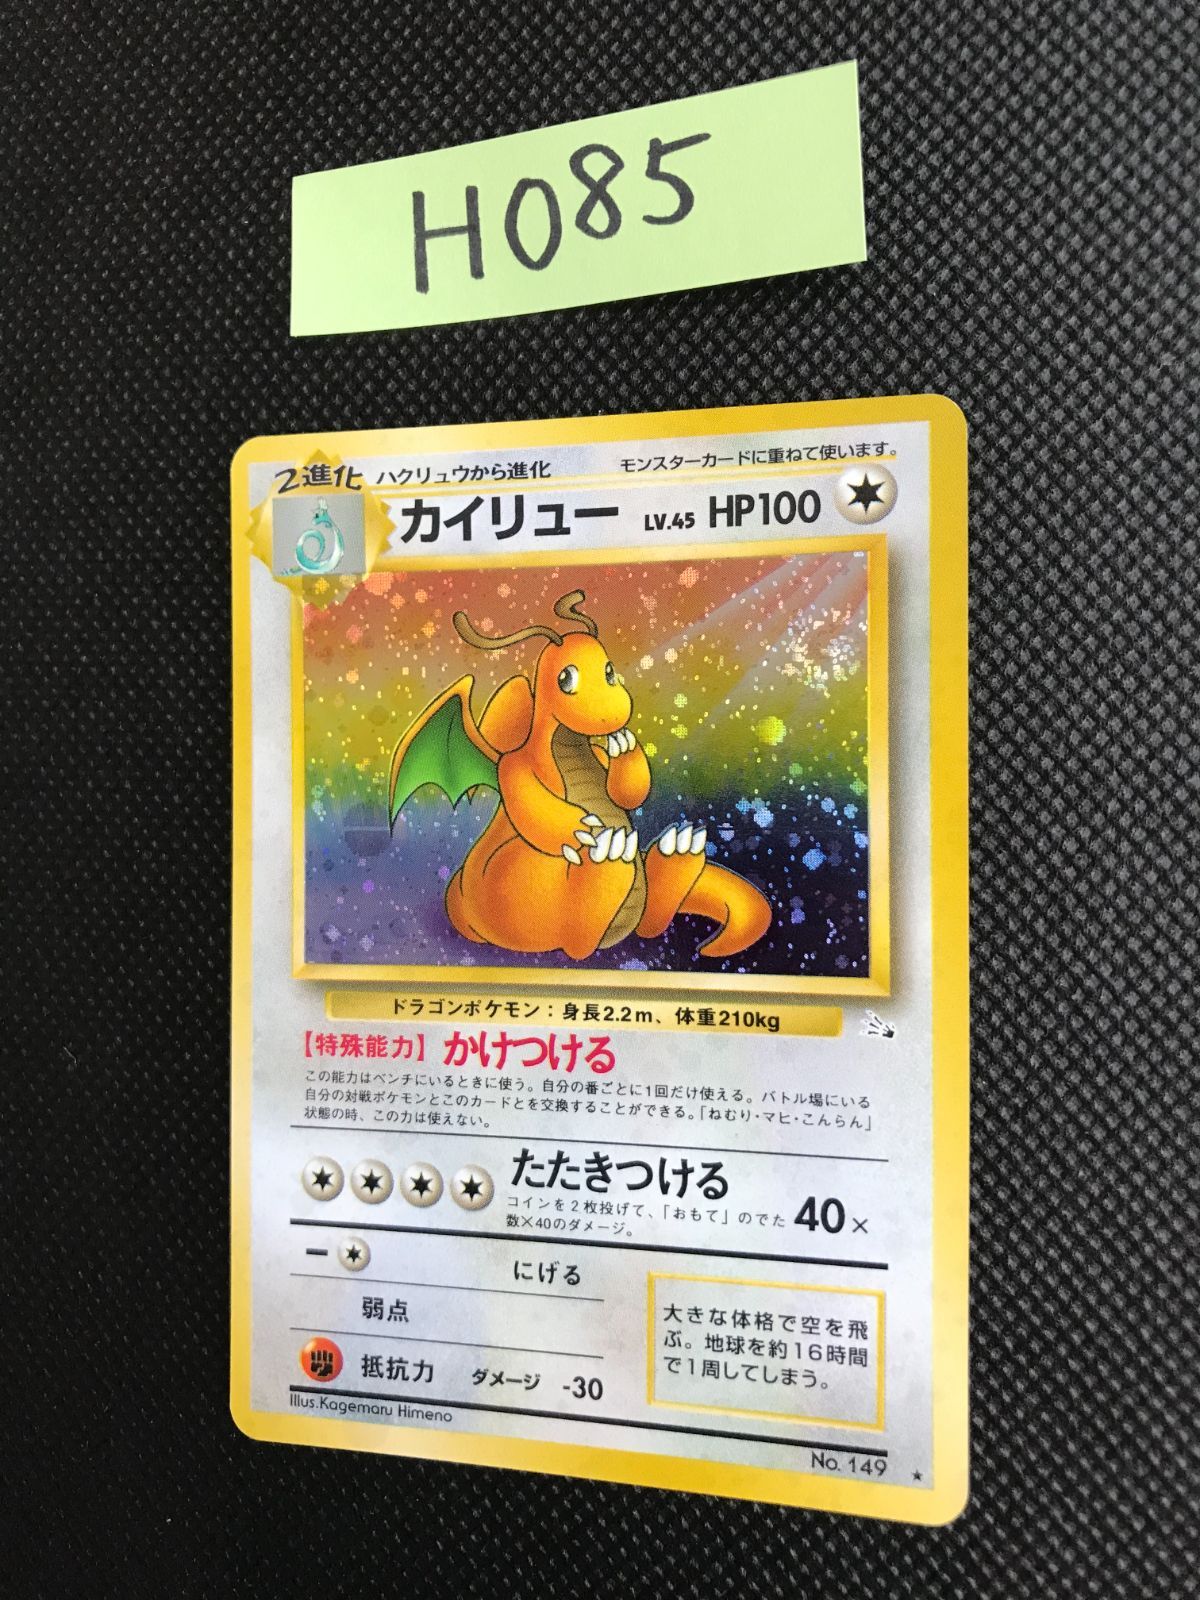 H085
2進化 ハクリュウから進化 モンスターカードに重ねて使います。
カイリュー LV.45 HP100
ドラゴンポケモン：身長2.2m、体重210kg
【特殊能力】 かけつける
この能力はベンチにいるときに使う。自分の番ごとに1回だけ使える。バトル場にいる
自分の対戦ポケモンとこのカードとを交換することができる。「ねむり・マヒ・こんらん」
状態の時、この力は使えない。
たたきつける
コインを2枚投げて、「おもて」のでた
数×40のダメージ。
40×
にげる
弱点
抵抗力 ダメージ -30
大きな体格で空を飛
ぶ。地球を約16時間
で1周してしまう。
Illus.Kagemaru Himeno
No. 149 ★